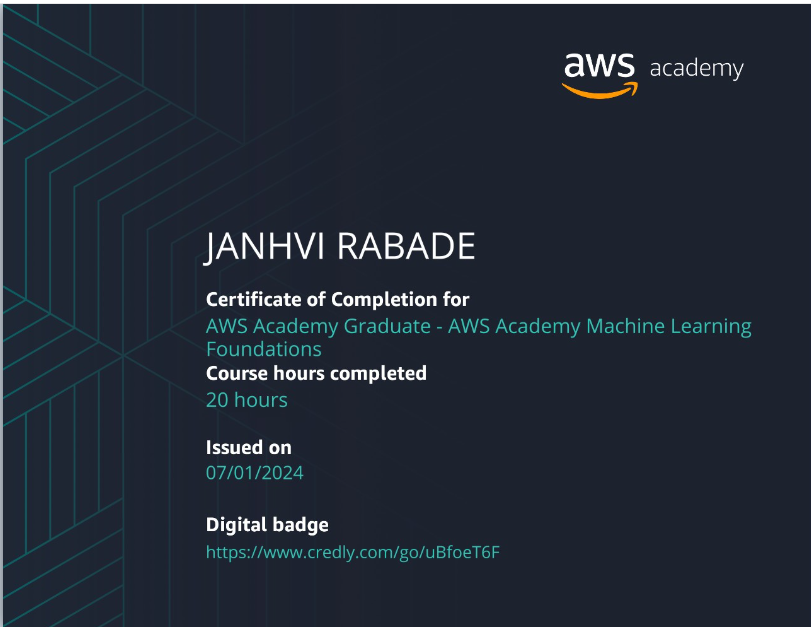 aws academy
JANHVI RABADE
Certificate of Completion for
AWS Academy Graduate - AWS Academy Machine Learning
Foundations
Course hours completed
20 hours
Issued on
07/01/2024
Digital badge
https://www.credly.com/go/uBfoeT6F